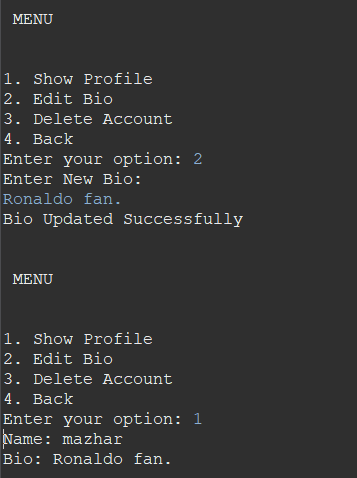 MENU
1. Show Profile
2. Edit Bio
3. Delete Account
4. Back
Enter your option: 2
Enter New Bio:
Ronaldo fan.
Bio Updated Successfully
MENU
1. Show Profile
2. Edit Bio
3. Delete Account
4. Back
Enter your option: 1
Name: mazhar
Bio: Ronaldo fan.